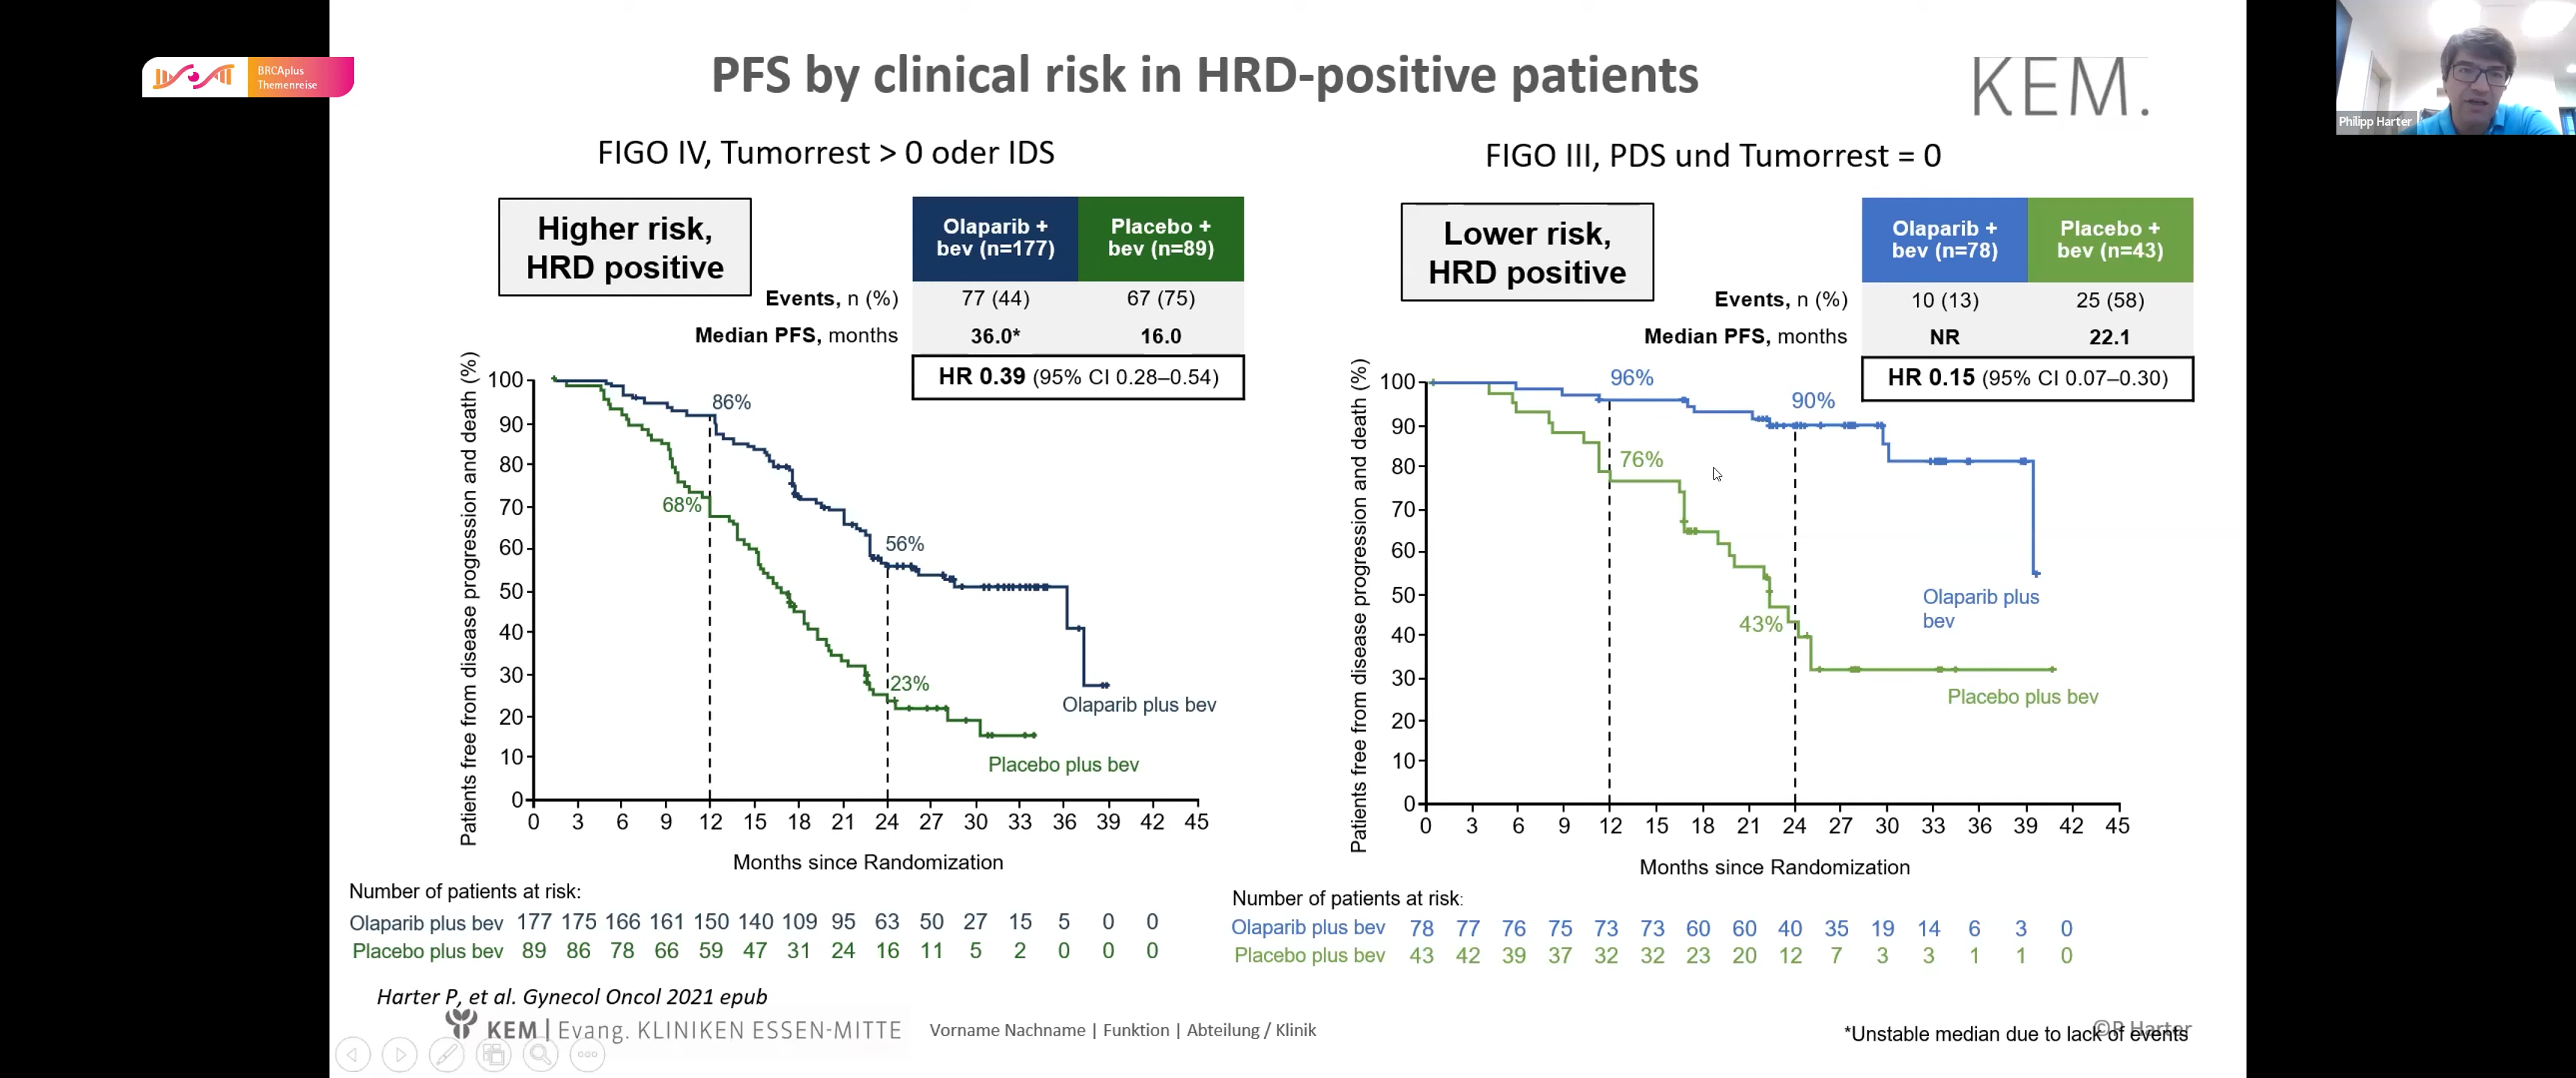 BRCAplus
Themenreise
PFS by clinical risk in HRD-positive patients
KEM.
Philipp Harter
FIGO IV, Tumorrest > 0 oder IDS
Higher risk,
HRD positive
Olaparib +
bev (n=177)
Placebo +
bev (n=89)
Events, n (%) 77 (44) 67 (75)
Median PFS, months 36.0* 16.0
HR 0.39 (95% CI 0.28–0.54)
Patients free from disease progression and death (%)
100
90
80
70
60
50
40
30
20
10
0
86%
68%
56%
23%
Olaparib plus bev
Placebo plus bev
0 3 6 9 12 15 18 21 24 27 30 33 36 39 42 45
Months since Randomization
Number of patients at risk:
Olaparib plus bev 177 175 166 161 150 140 109 95 63 50 27 15 5 0 0
Placebo plus bev 89 86 78 66 59 47 31 24 16 11 5 2 0 0 0
FIGO III, PDS und Tumorrest = 0
Lower risk,
HRD positive
Olaparib +
bev (n=78)
Placebo +
bev (n=43)
Events, n (%) 10 (13) 25 (58)
Median PFS, months NR 22.1
HR 0.15 (95% CI 0.07–0.30)
Patients free from disease progression and death (%)
100
90
80
70
60
50
40
30
20
10
0
96%
90%
76%
43%
Olaparib plus
bev
Placebo plus bev
0 3 6 9 12 15 18 21 24 27 30 33 36 39 42 45
Months since Randomization
Number of patients at risk:
Olaparib plus bev 78 77 76 75 73 73 60 60 40 35 19 14 6 3 0
Placebo plus bev 43 42 39 37 32 32 23 20 12 7 3 3 1 1 0
Harter P, et al. Gynecol Oncol 2021 epub
KEM | Evang. KLINIKEN ESSEN-MITTE
Vorname Nachname | Funktion | Abteilung / Klinik
©P Harter
*Unstable median due to lack of events